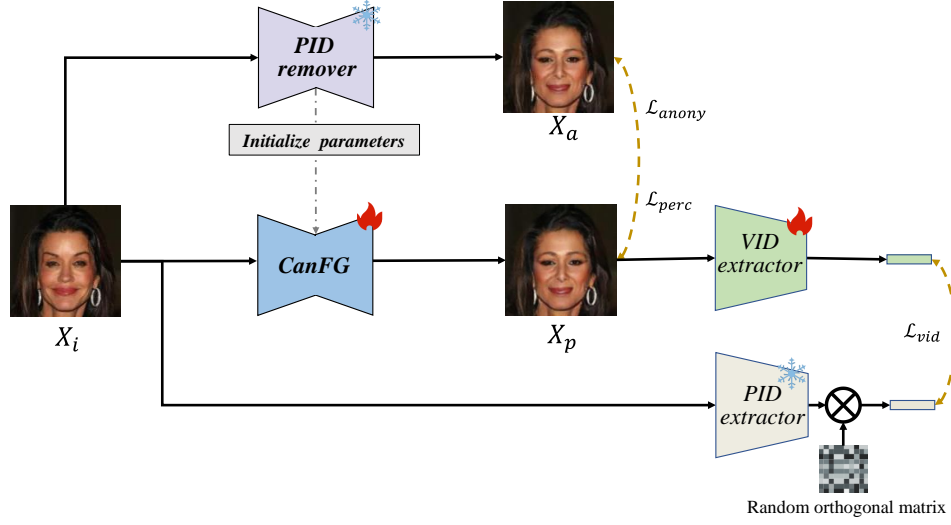 PID
remover
X_a
ℒ_anony
Initialize parameters
ℒ_perc
X_i
CanFG
X_p
VID
extractor
ℒ_vid
PID
extractor
Random orthogonal matrix